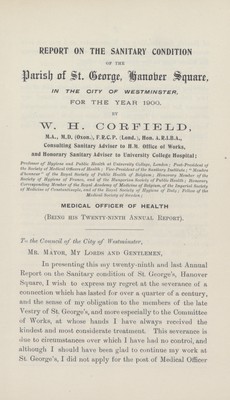 REPORT ON THE SANITARY CONDITION
OF THE
Parish of St. George, Hanover Square,
IN THE CITY OF WESTMINSTER,
FOR THE YEAR 1900.
BY
W. H. CORFIELD,
M.A., M.D. (Oxon.), F.R.C.P. (Lond.), Hon. A.R.I.B.A.,
Consulting Sanitary Adviser to H.M. Office of Works,
and Honorary Sanitary Adviser to University College Hospital;
Professor of Hygiene and Public Health at University College, London; Past-President of
the Society of Medical Officers of Health; Vice-President of the Sanitary Institute; "Membre
d'honneur" of the Royal Society of Public Health of Belgium; Honorary Member of the
Society of Hygiene of France, and of the Hungarian Society of Public Health; Honorary
Corresponding Member of the Royal Academy of Medicine of Belgium, of the Imperial Society
of Medicine of Constantinople, and of the Royal Society of Hygiene of Italy; Fellow of the
Medical Society of Sweden;
MEDICAL OFFICER OF HEALTH
(BEING HIS TWENTY-NINTH ANNUAL REPORT).
To the Council of the City of Westminster,
MR. MAYOR, MY LORDS AND GENTLEMEN,
In presenting this my twenty-ninth and last Annual
Report on the Sanitary condition of St. George's, Hanover
Square, I wish to express my regret at the severance of a
connection which has lasted for over a quarter of a century,
and the sense of my obligation to the members of the late
Vestry of St. George's, and more especially to the Committee
of Works, at whose hands I have always received the
kindest and most considerate treatment. This severance is
due to circumstances over which I have had no control, and
although I should have been glad to continue my work at
St. George's, I did not apply for the post of Medical Officer